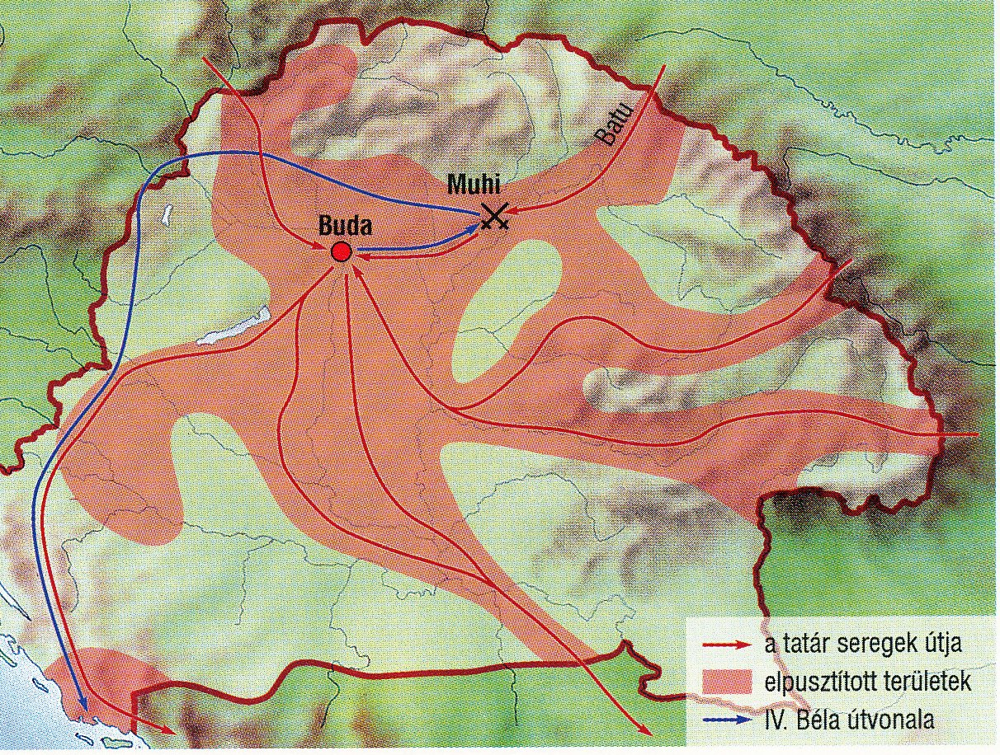 Batu
Muhi
Buda
a tatár seregek útja
elpusztított területek
IV. Béla útvonala